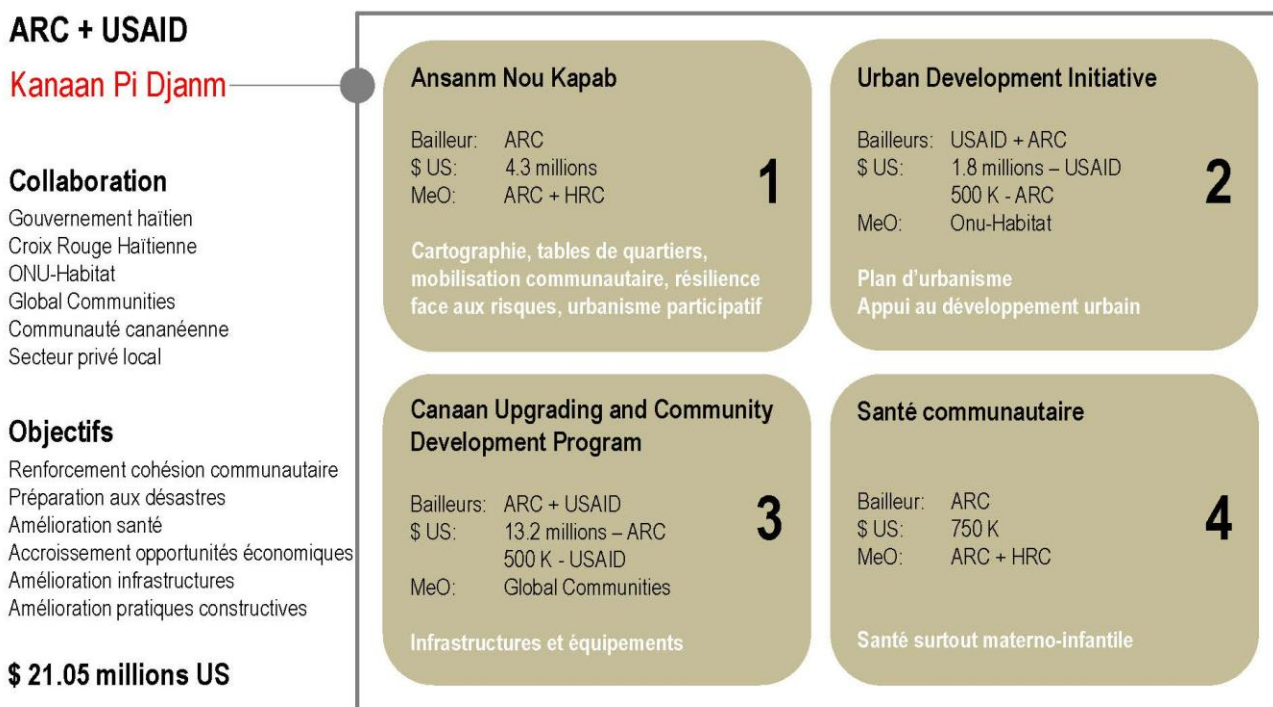 ARC + USAID
Kanaan Pi Djanm
Collaboration
Gouvernement haïtien
Croix Rouge Haïtienne
ONU-Habitat
Global Communities
Communauté cananéenne
Secteur privé local
Objectifs
Renforcement cohésion communautaire
Préparation aux désastres
Amélioration santé
Accroissement opportunités économiques
Amélioration infrastructures
Amélioration pratiques constructives
$ 21.05 millions US
Ansanm Nou Kapab
Bailleur: ARC
$ US: 4.3 millions
MeO: ARC + HRC
1
Cartographie, tables de quartiers,
mobilisation communautaire, résilience
face aux risques, urbanisme participatif
Urban Development Initiative
Bailleurs: USAID + ARC
$ US: 1.8 millions – USAID
500 K - ARC
MeO: Onu-Habitat
2
Plan d'urbanisme
Appui au développement urbain
Canaan Upgrading and Community
Development Program
Bailleurs: ARC + USAID
$ US: 13.2 millions – ARC
500 K - USAID
MeO: Global Communities
3
Infrastructures et équipements
Santé communautaire
Bailleur: ARC
$ US: 750 K
MeO: ARC + HRC
4
Santé surtout materno-infantile